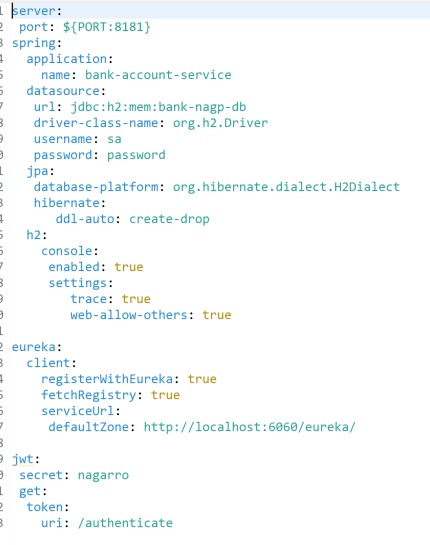 server:
 port: ${PORT:8181}
spring:
  application:
    name: bank-account-service
  datasource:
   url: jdbc:h2:mem:bank-nagp-db
   driver-class-name: org.h2.Driver
   username: sa
   password: password
  jpa:
   database-platform: org.hibernate.dialect.H2Dialect
   hibernate:
      ddl-auto: create-drop
  h2:
    console:
     enabled: true
     settings:
        trace: true
        web-allow-others: true

eureka:
  client:
    registerWithEureka: true
    fetchRegistry: true
    serviceUrl:
     defaultZone: http://localhost:6060/eureka/

jwt:
 secret: nagarro
 get:
  token:
    uri: /authenticate